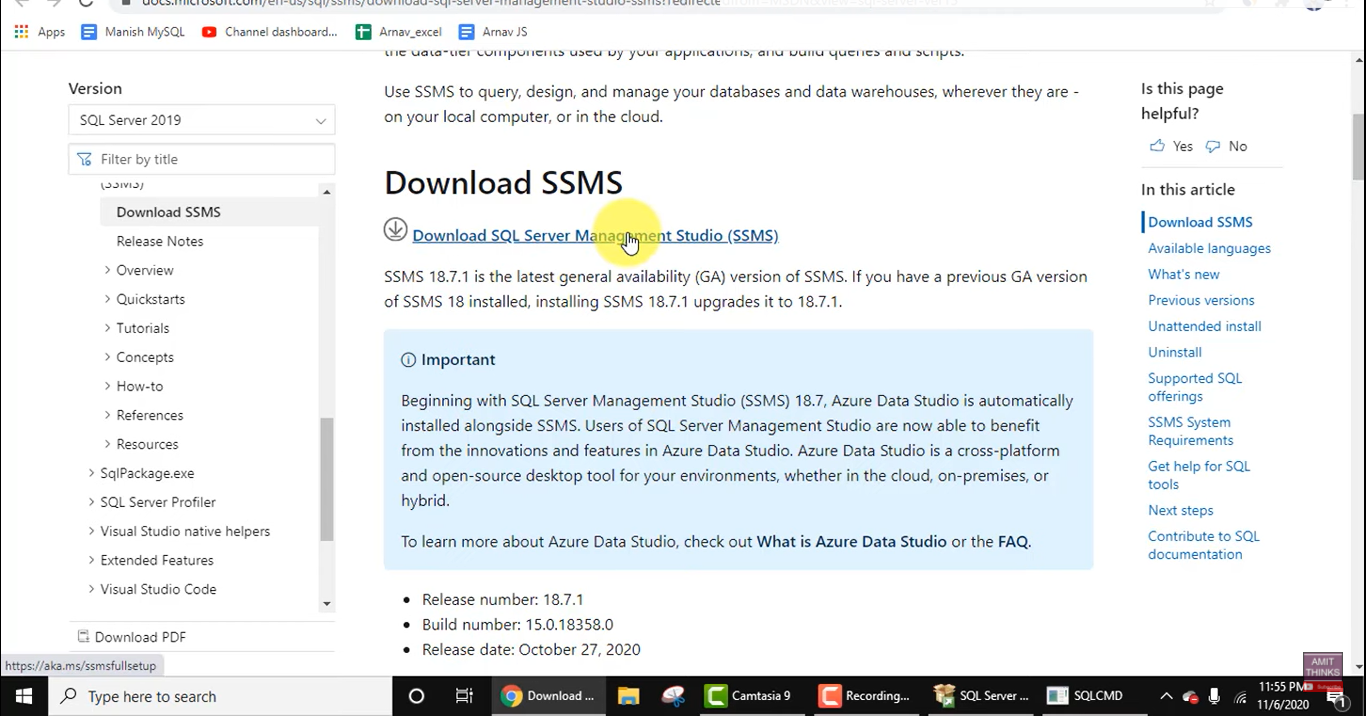 docs.microsoft.com/en-us/sql/ssms/download-sql-server-management-studio-ssms?redirectedfrom=MSDN&view=sql-server-ver15
Apps
Manish MySQL
Channel dashboard...
Arnav_excel
Arnav JS
the data-tier components used by your applications, and build queries and scripts.
Version
SQL Server 2019
Filter by title
(SSMS)
Download SSMS
Release Notes
Overview
Quickstarts
Tutorials
Concepts
How-to
References
Resources
SqlPackage.exe
SQL Server Profiler
Visual Studio native helpers
Extended Features
Visual Studio Code
Download PDF
https://aka.ms/ssmsfullsetup
Use SSMS to query, design, and manage your databases and data warehouses, wherever they are -
on your local computer, or in the cloud.
Download SSMS
Download SQL Server Management Studio (SSMS)
SSMS 18.7.1 is the latest general availability (GA) version of SSMS. If you have a previous GA version
of SSMS 18 installed, installing SSMS 18.7.1 upgrades it to 18.7.1.
Important
Beginning with SQL Server Management Studio (SSMS) 18.7, Azure Data Studio is automatically
installed alongside SSMS. Users of SQL Server Management Studio are now able to benefit
from the innovations and features in Azure Data Studio. Azure Data Studio is a cross-platform
and open-source desktop tool for your environments, whether in the cloud, on-premises, or
hybrid.
To learn more about Azure Data Studio, check out What is Azure Data Studio or the FAQ.
• Release number: 18.7.1
• Build number: 15.0.18358.0
• Release date: October 27, 2020
Is this page
helpful?
Yes No
In this article
Download SSMS
Available languages
What's new
Previous versions
Unattended install
Uninstall
Supported SQL
offerings
SSMS System
Requirements
Get help for SQL
tools
Next steps
Contribute to SQL
documentation
AMIT
THINKS
Subscribe
Type here to search
Download ...
Camtasia 9
Recording...
SQL Server ...
SQLCMD
11:55 PM
11/6/2020
1